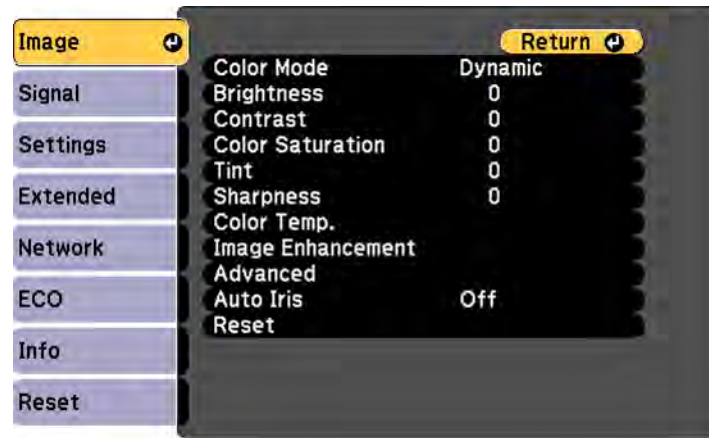 Image
Signal
Settings
Extended
Network
ECO
Info
Reset
Return
Color Mode Dynamic
Brightness 0
Contrast 0
Color Saturation 0
Tint 0
Sharpness 0
Color Temp.
Image Enhancement
Advanced
Auto Iris Off
Reset